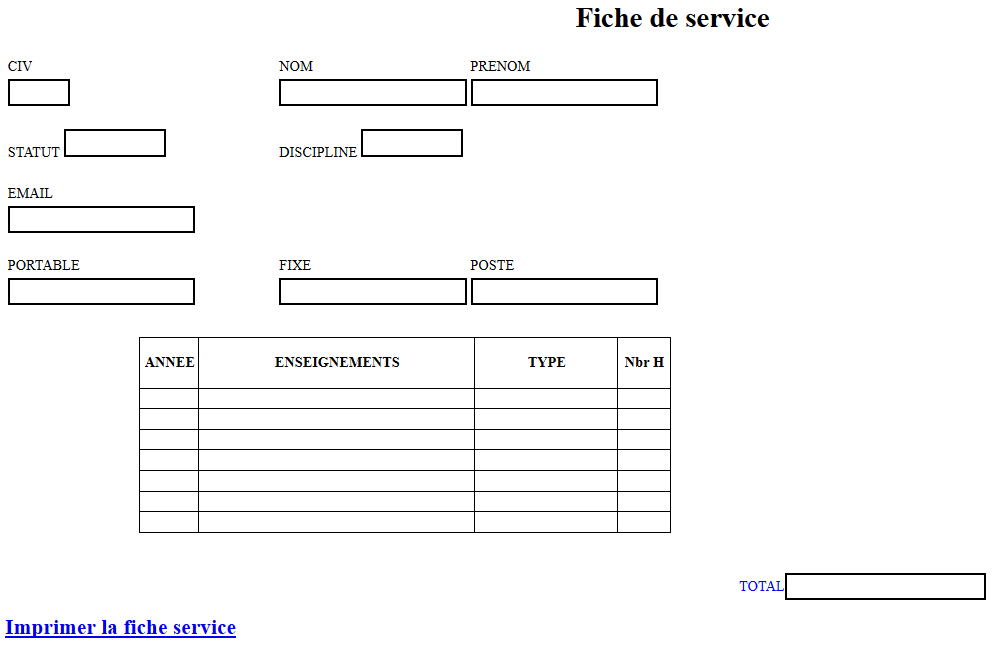 Fiche de service
CIV NOM PRENOM
STATUT DISCIPLINE
EMAIL
PORTABLE FIXE POSTE
ANNEE ENSEIGNEMENTS TYPE Nbr H
TOTAL
Imprimer la fiche service